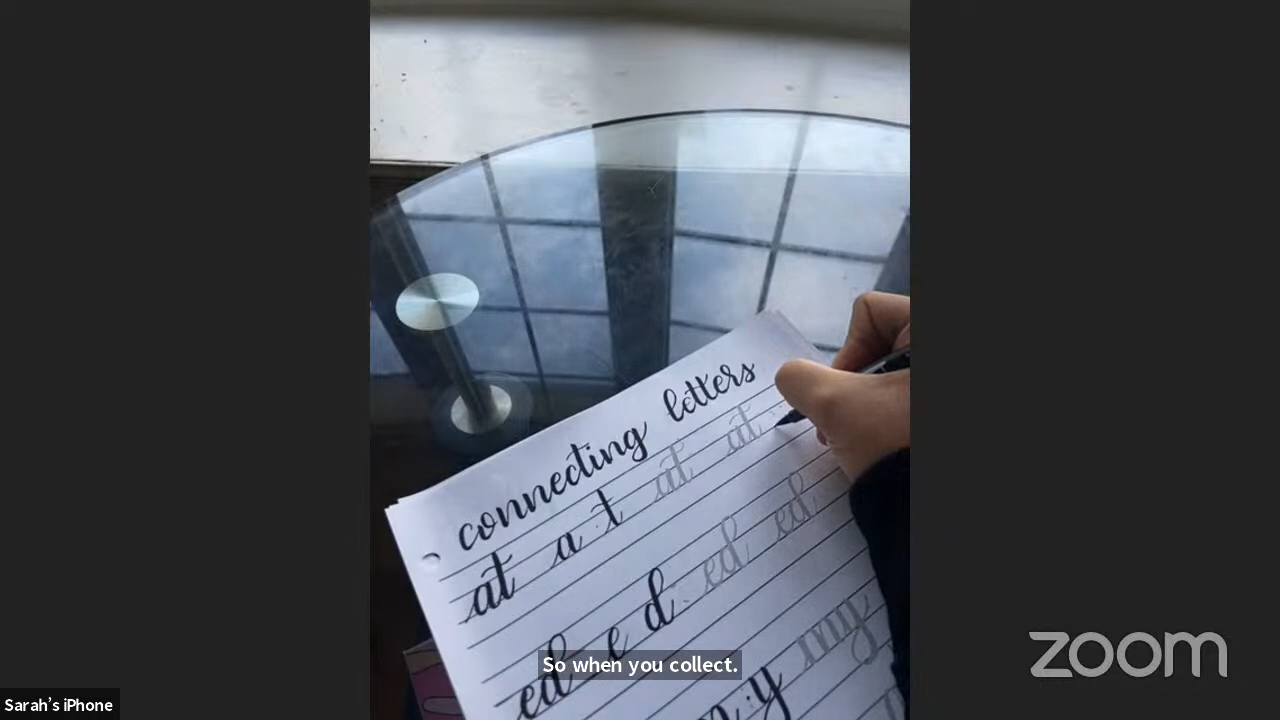 connecting letters
at a t at at
ed e d ed ed
y my
So when you collect.
Sarah's iPhone
zoom